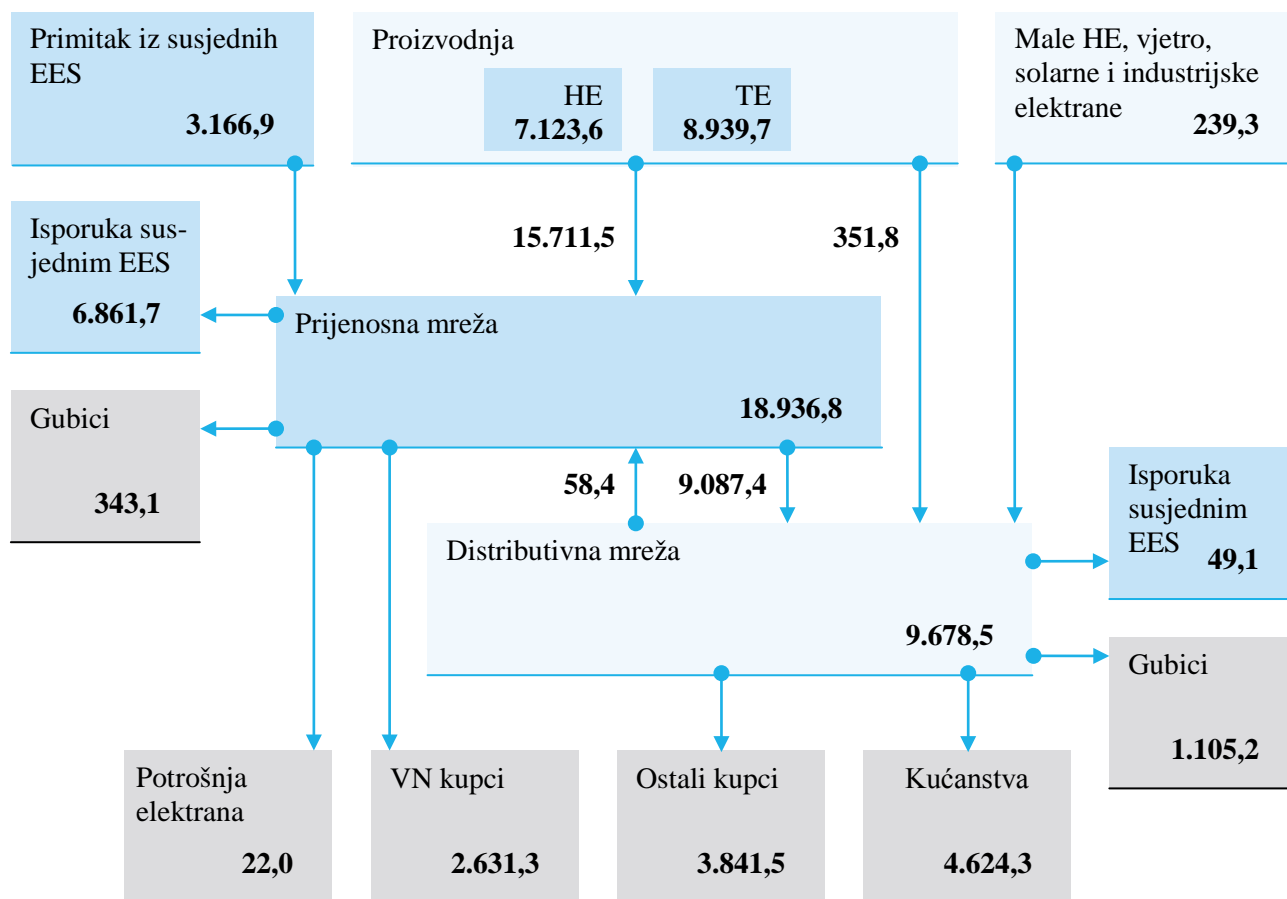 Primitak iz susjednih
EES
3.166,9
Proizvodnja
HE
7.123,6
TE
8.939,7
Male HE, vjetro,
solarne i industrijske
elektrane
239,3
15.711,5
351,8
Isporuka sus-
jednim EES
6.861,7
Prijenosna mreža
18.936,8
Gubici
343,1
58,4
9.087,4
Distributivna mreža
9.678,5
Isporuka
susjednim
EES
49,1
Gubici
1.105,2
Potrošnja
elektrana
22,0
VN kupci
2.631,3
Ostali kupci
3.841,5
Kućanstva
4.624,3